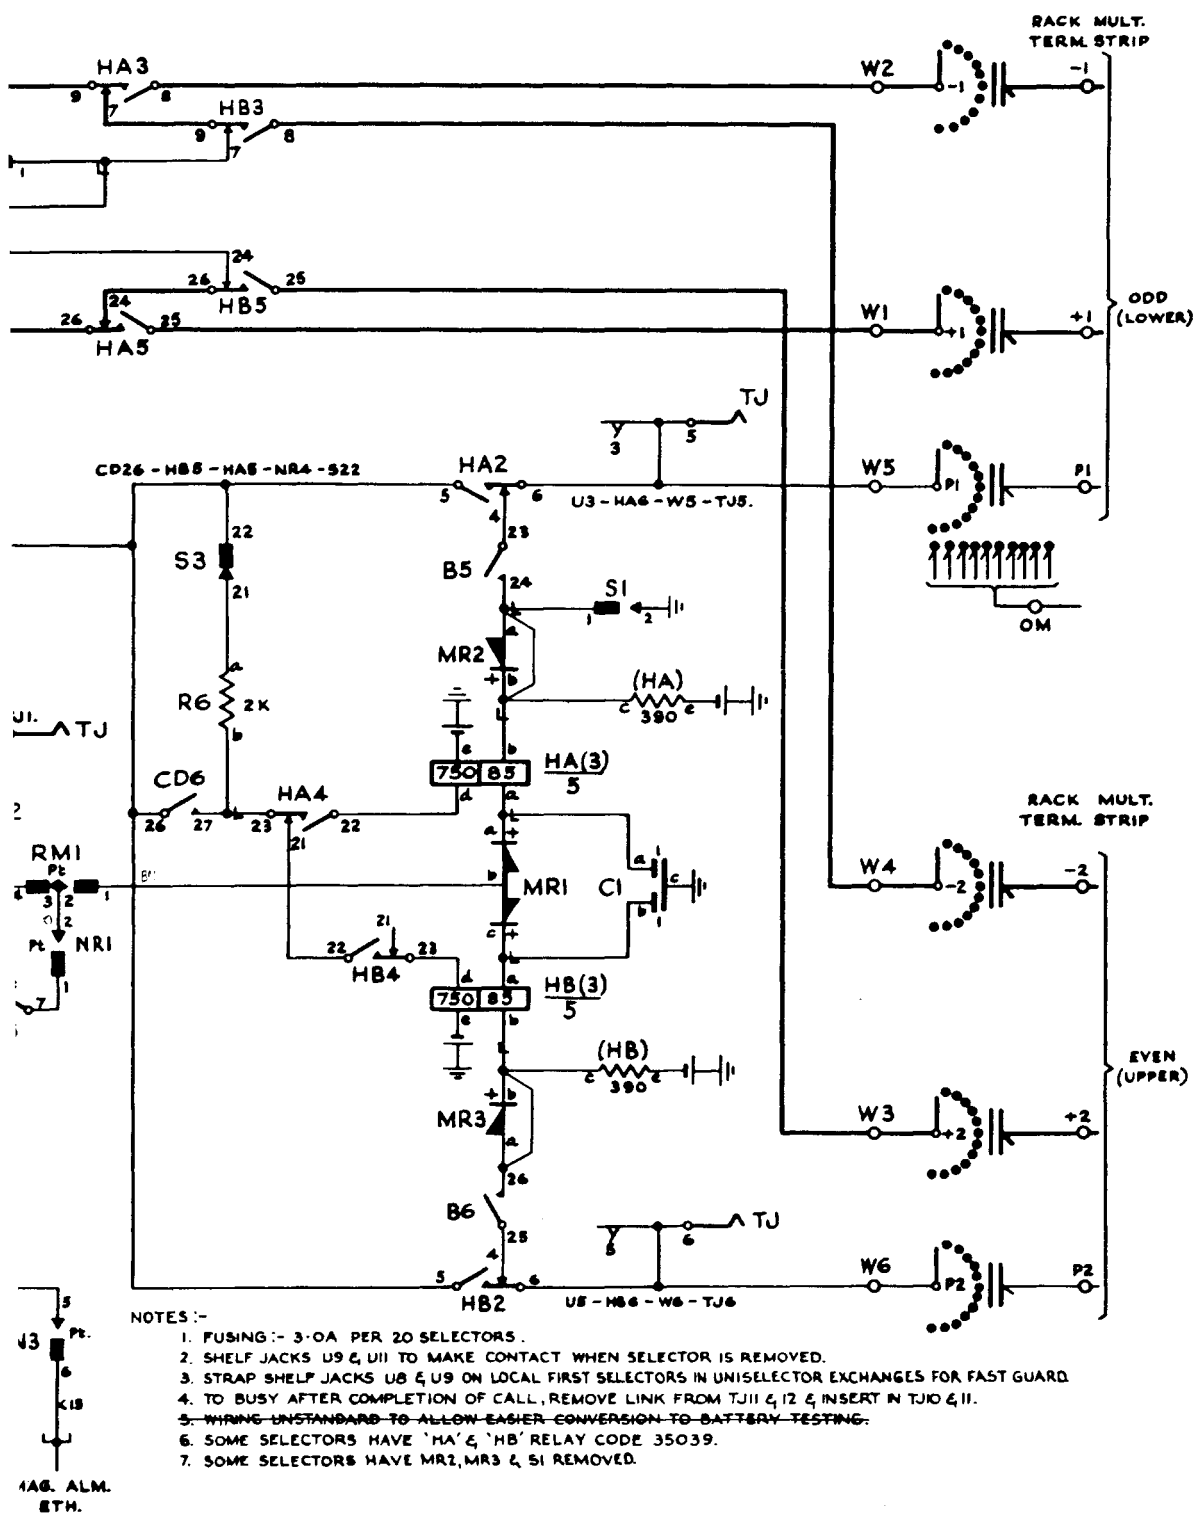 RACK MULT.
TERM. STRIP
HA3
9
7
8
HB3
9
7
8
W2
-1
-1
1
24
26
25
HB5
24
26
25
HA5
W1
+1
+1
ODD
(LOWER)
TJ
3
5
CD26-HB5-HA5-NR4-S22
HA2
5
4
6
U3-HA6-W5-TJ5.
W5
P1
P1
22
S3
21
23
B5
24
S1
1
2
OM
a
MR2
+
b
(HA)
c
390
e
a
R6
2K
b
U1.
TJ
e
b
750
85
HA(3)
5
d
a
CD6
26
27
HA4
23
21
22
RACK MULT.
TERM. STRIP
2
RM1
Pt
4
3
2
1
a
+
b
MR1
c
+
a
1
C1
c
b
1
W4
-2
-2
2
Pt
NR1
1
7
21
22
23
HB4
d
a
750
85
HB(3)
5
e
b
(HB)
c
390
e
EVEN
(UPPER)
+
b
MR3
a
W3
+2
+2
26
B6
25
TJ
5
6
4
5
6
HB2
U5-HB6-W6-TJ6
W6
P2
P2
5
Pt.
6
15
MAG. ALM.
ETH.
NOTES:-
1. FUSING:- 3·0A PER 20 SELECTORS.
2. SHELF JACKS U9 & U11 TO MAKE CONTACT WHEN SELECTOR IS REMOVED.
3. STRAP SHELF JACKS U8 & U9 ON LOCAL FIRST SELECTORS IN UNISELECTOR EXCHANGES FOR FAST GUARD
4. TO BUSY AFTER COMPLETION OF CALL, REMOVE LINK FROM TJ11 & 12 & INSERT IN TJ10 & 11.
5. WIRING UNSTANDARD TO ALLOW EASIER CONVERSION TO BATTERY TESTING.
6. SOME SELECTORS HAVE 'HA' & 'HB' RELAY CODE 35039.
7. SOME SELECTORS HAVE MR2, MR3 & S1 REMOVED.